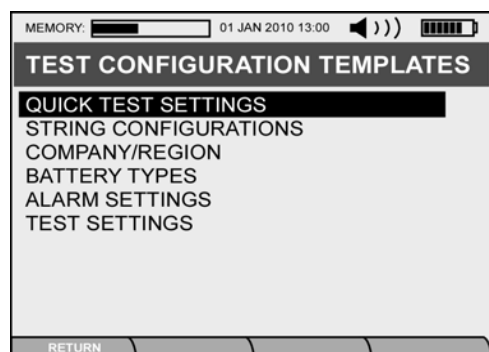 MEMORY: 01 JAN 2010 13:00
TEST CONFIGURATION TEMPLATES
QUICK TEST SETTINGS
STRING CONFIGURATIONS
COMPANY/REGION
BATTERY TYPES
ALARM SETTINGS
TEST SETTINGS
RETURN